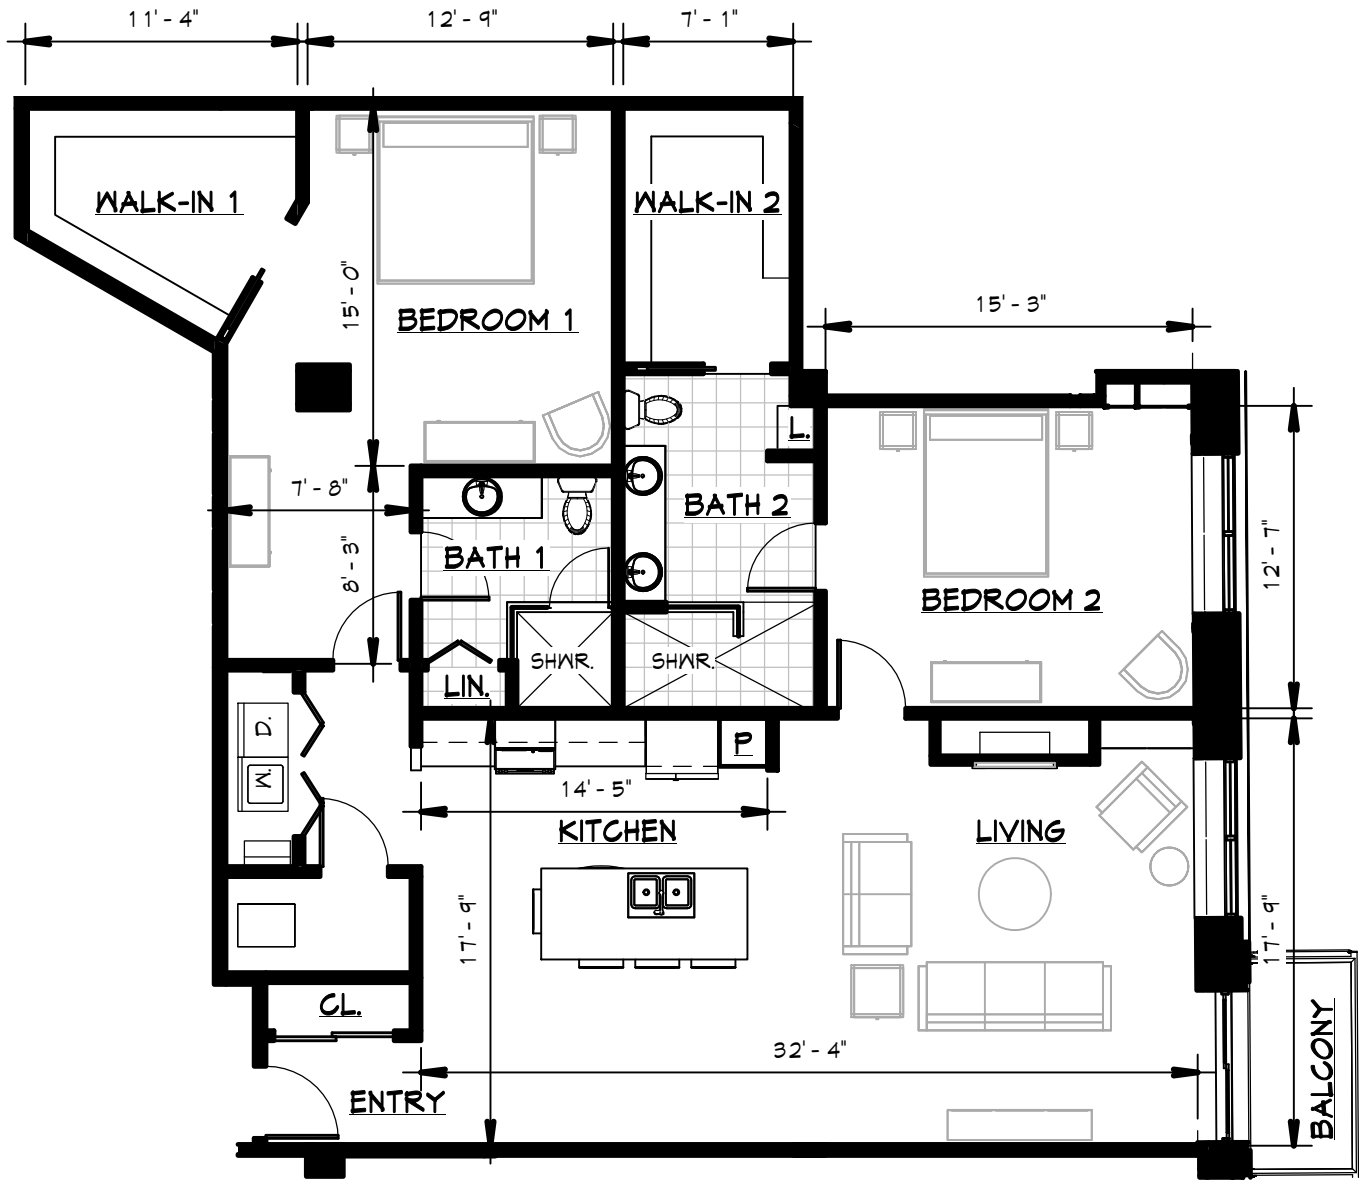 11'- 4"
12'- 9"
7'- 1"
WALK-IN 1
WALK-IN 2
15'- 0"
BEDROOM 1
15'- 3"
L.
7'- 8"
BATH 2
12'- 7"
BATH 1
8'- 3"
BEDROOM 2
SHWR.
SHWR.
LIN.
D.
P
W.
14'- 5"
KITCHEN
LIVING
17'- 9"
17'- 9"
CL.
32'- 4"
BALCONY
ENTRY